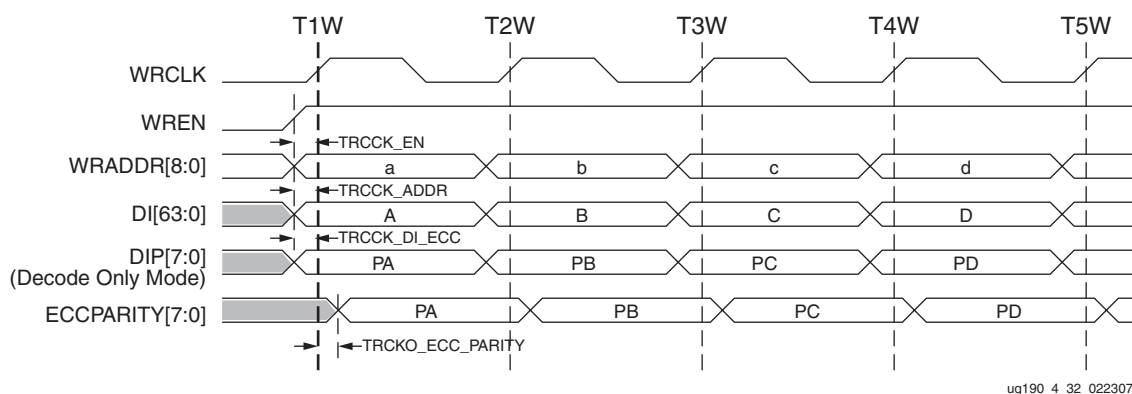 T1W T2W T3W T4W T5W
WRCLK
WREN
TRCCK_EN
WRADDR[8:0] a b c d
TRCCK_ADDR
DI[63:0] A B C D
TRCCK_DI_ECC
DIP[7:0] PA PB PC PD
(Decode Only Mode)
ECCPARITY[7:0] PA PB PC PD
TRCKO_ECC_PARITY
ug190_4_32_022307